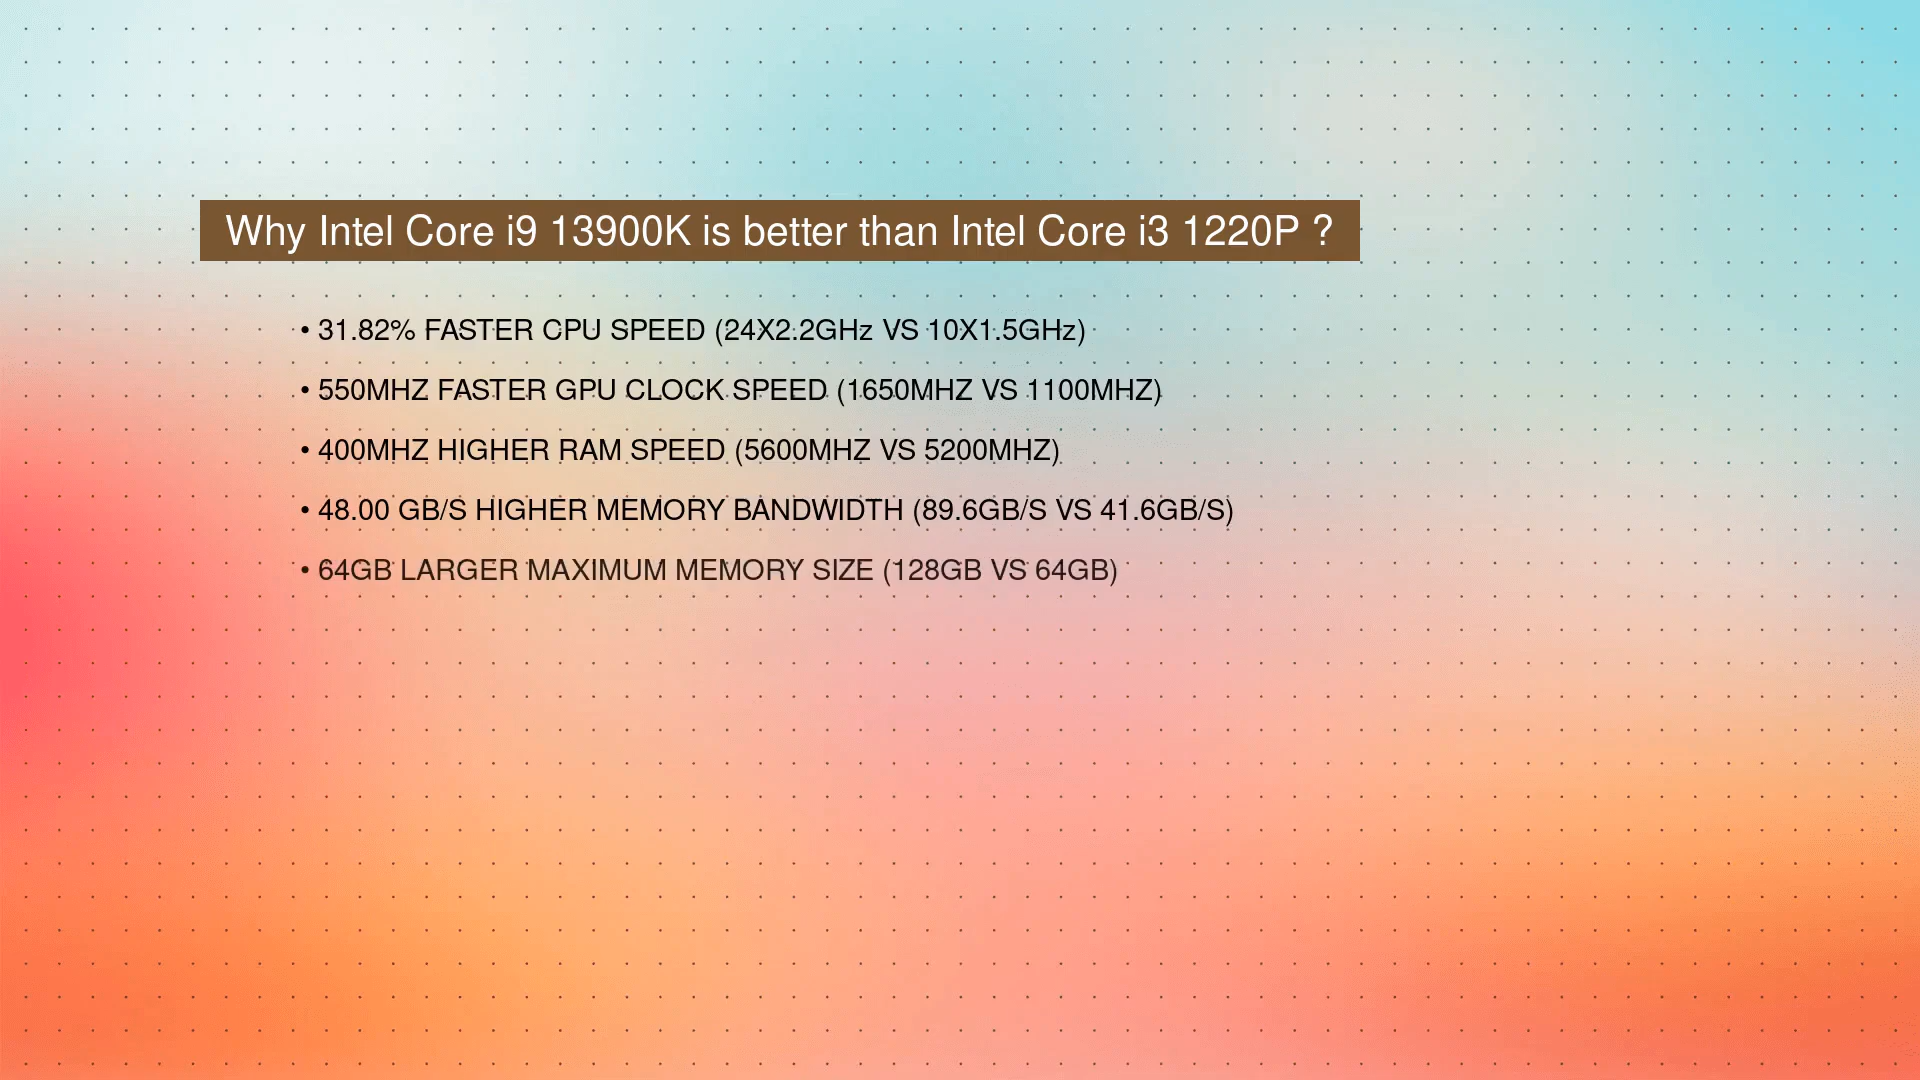 Why Intel Core i9 13900K is better than Intel Core i3 1220P ?
• 31.82% FASTER CPU SPEED (24X2.2GHz VS 10X1.5GHz)
• 550MHZ FASTER GPU CLOCK SPEED (1650MHZ VS 1100MHZ)
• 400MHZ HIGHER RAM SPEED (5600MHZ VS 5200MHZ)
• 48.00 GB/S HIGHER MEMORY BANDWIDTH (89.6GB/S VS 41.6GB/S)
• 64GB LARGER MAXIMUM MEMORY SIZE (128GB VS 64GB)